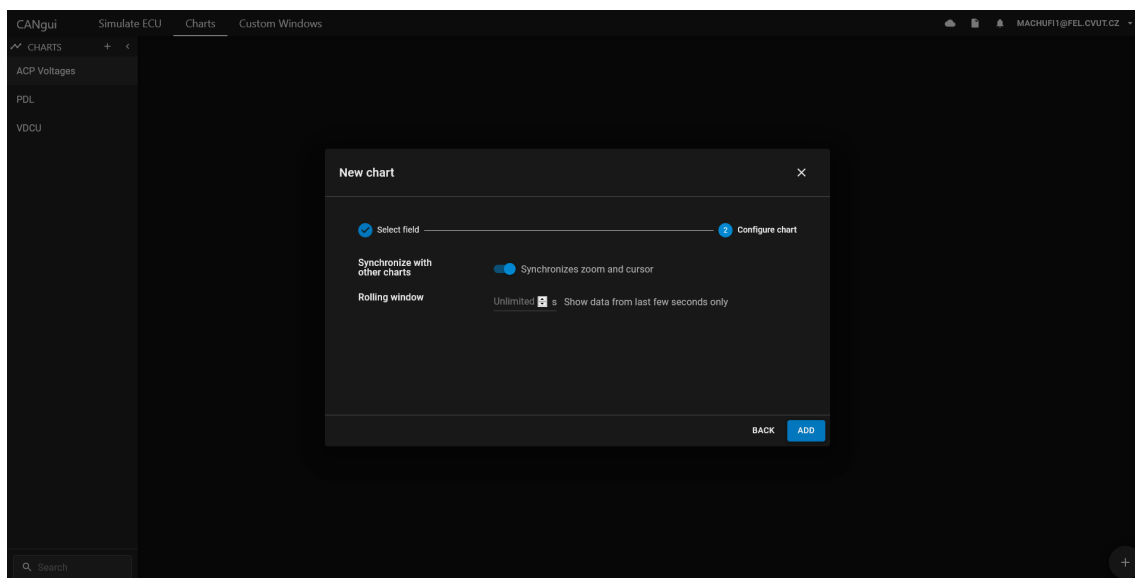 CANgui Simulate ECU Charts Custom Windows MACHUFI1@FEL.CVUT.CZ
CHARTS + <
ACP Voltages
PDL
VDCU
New chart
Select field 2 Configure chart
Synchronize with
other charts
Synchronizes zoom and cursor
Rolling window
Unlimited s Show data from last few seconds only
BACK ADD
Search
+